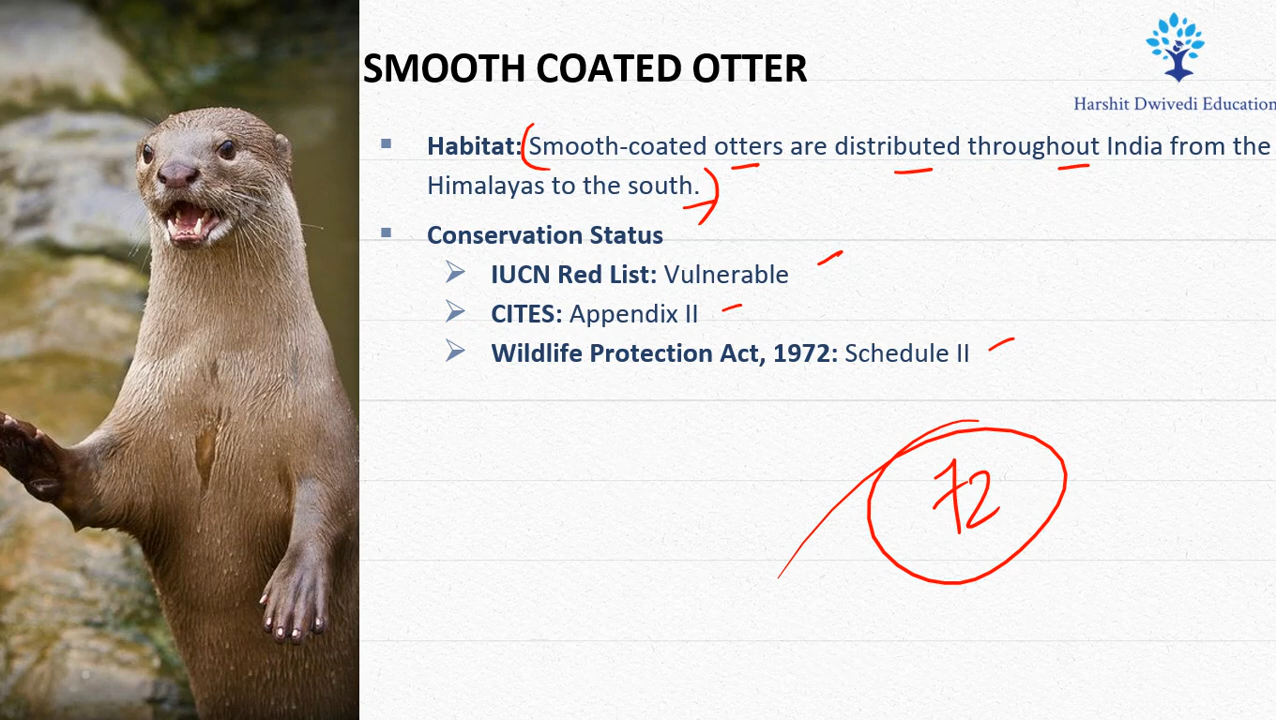 SMOOTH COATED OTTER
Harshit Dwivedi Education
Habitat: Smooth-coated otters are distributed throughout India from the
Himalayas to the south.
Conservation Status
IUCN Red List: Vulnerable
CITES: Appendix II
Wildlife Protection Act, 1972: Schedule II
72